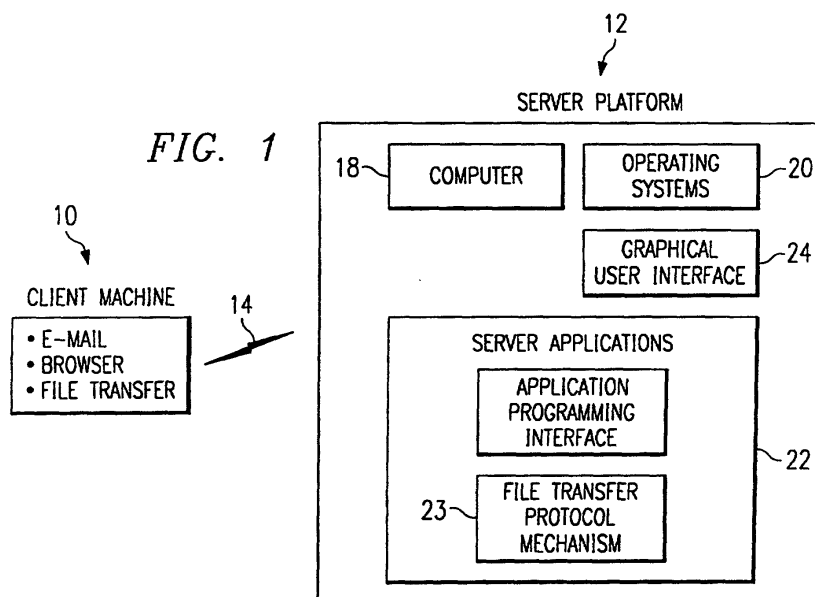 12
SERVER PLATFORM
FIG. 1
18
COMPUTER
OPERATING
SYSTEMS
20
10
GRAPHICAL
USER INTERFACE
24
CLIENT MACHINE
14
• E-MAIL
• BROWSER
• FILE TRANSFER
SERVER APPLICATIONS
APPLICATION
PROGRAMMING
INTERFACE
22
23
FILE TRANSFER
PROTOCOL
MECHANISM